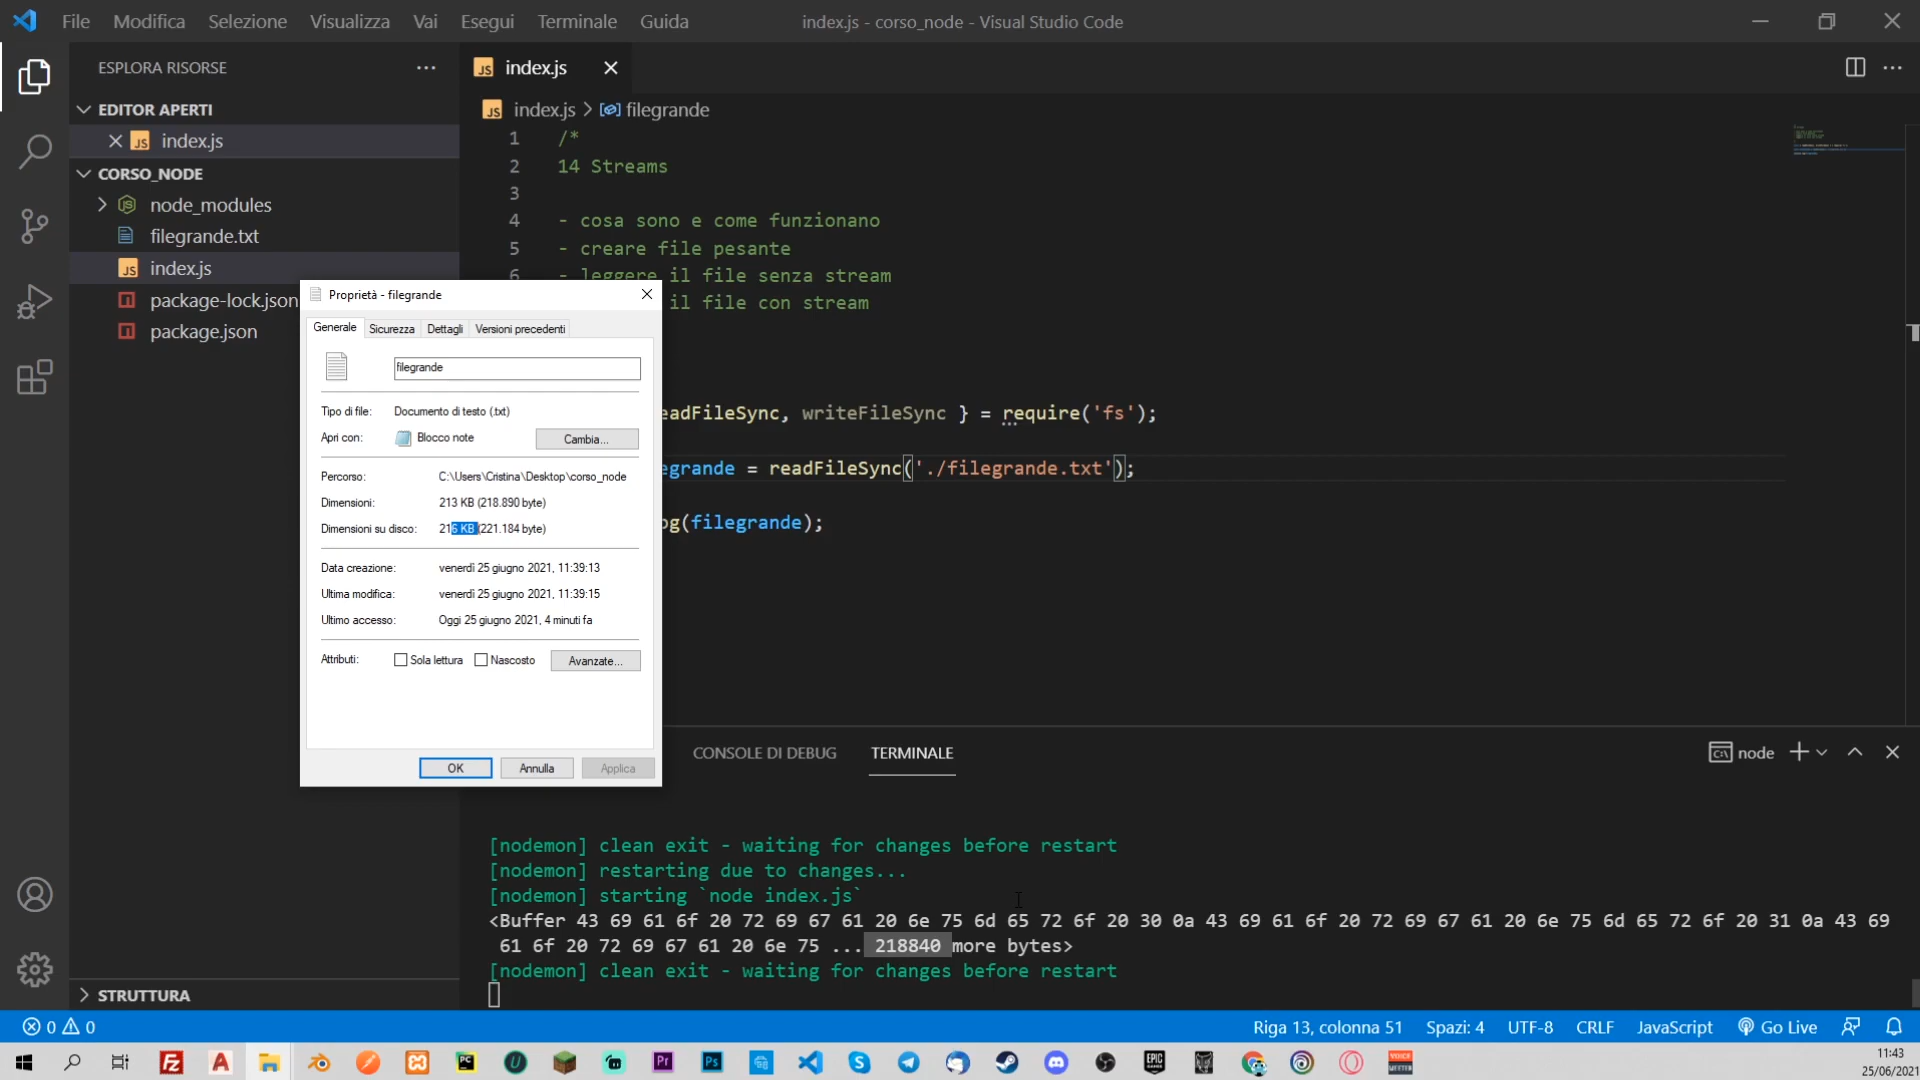 File Modifica Selezione Visualizza Vai Esegui Terminale Guida
index.js - corso_node - Visual Studio Code
ESPLORA RISORSE
EDITOR APERTI
index.js
CORSO_NODE
node_modules
filegrande.txt
index.js
package-lock.json
package.json
STRUTTURA
index.js
index.js > filegrande
1 /*
2 14 Streams
3
4 - cosa sono e come funzionano
5 - creare file pesante
6 - leggere il file senza stream
il file con stream
eadFileSync, writeFileSync } = require('fs');
egrande = readFileSync('./filegrande.txt');
og(filegrande);
Proprietà - filegrande
Generale Sicurezza Dettagli Versioni precedenti
filegrande
Tipo di file: Documento di testo (.txt)
Apri con: Blocco note Cambia...
Percorso: C:\Users\Cristina\Desktop\corso_node
Dimensioni: 213 KB (218.890 byte)
Dimensioni su disco: 216 KB (221.184 byte)
Data creazione: venerdì 25 giugno 2021, 11:39:13
Ultima modifica: venerdì 25 giugno 2021, 11:39:15
Ultimo accesso: Oggi 25 giugno 2021, 4 minuti fa
Attributi: Sola lettura Nascosto Avanzate...
OK Annulla Applica
CONSOLE DI DEBUG TERMINALE
node
[nodemon] clean exit - waiting for changes before restart
[nodemon] restarting due to changes...
[nodemon] starting `node index.js`
<Buffer 43 69 61 6f 20 72 69 67 61 20 6e 75 6d 65 72 6f 20 30 0a 43 69 61 6f 20 72 69 67 61 20 6e 75 6d 65 72 6f 20 31 0a 43 69
61 6f 20 72 69 67 61 20 6e 75 ... 218840 more bytes>
[nodemon] clean exit - waiting for changes before restart
0 0
Riga 13, colonna 51 Spazi: 4 UTF-8 CRLF JavaScript Go Live
11:43
25/06/2021